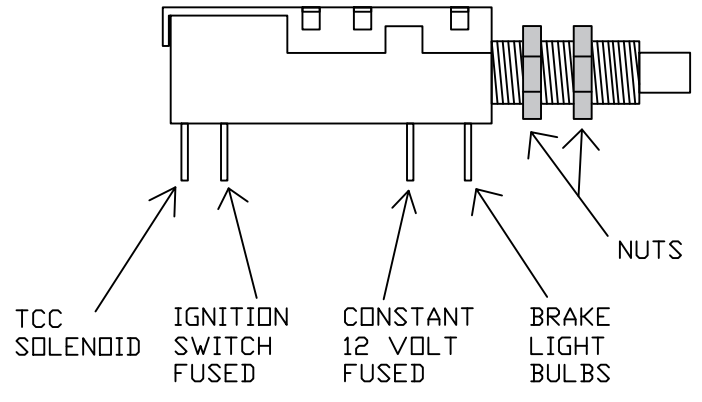 NUTS
TCC
SOLENOID
IGNITION
SWITCH
FUSED
CONSTANT
12 VOLT
FUSED
BRAKE
LIGHT
BULBS